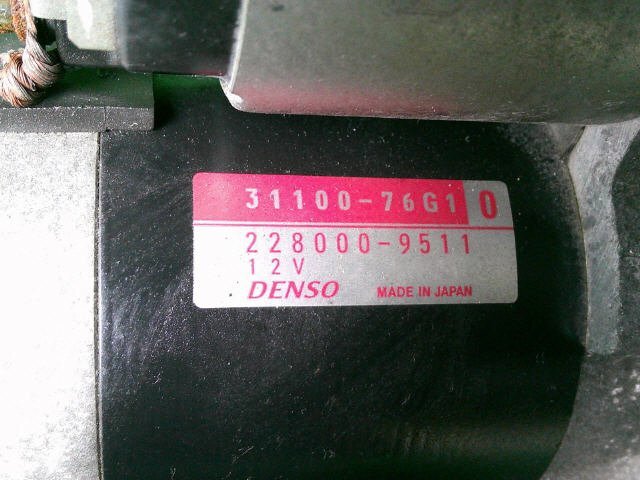 31100-76G1 0
228000-9511
12V
DENSO MADE IN JAPAN